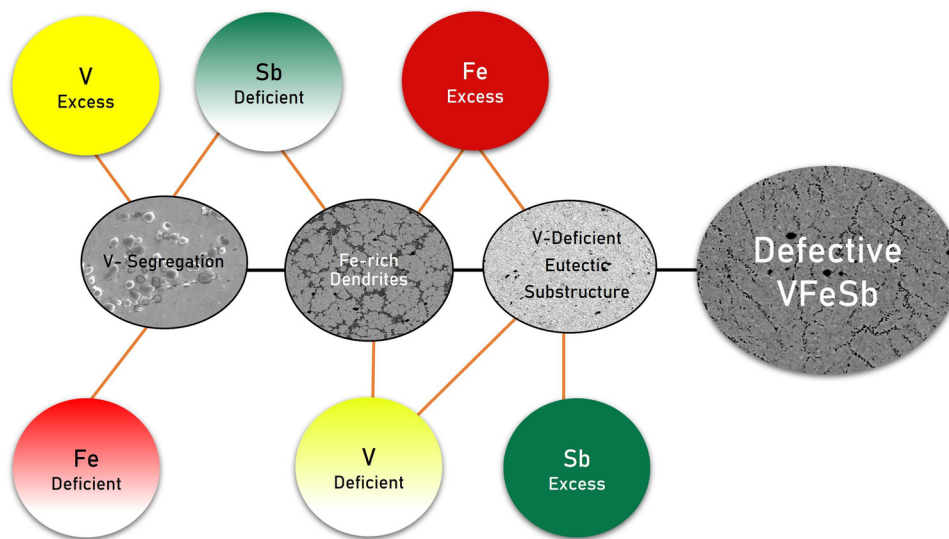 V
Excess
Sb
Deficient
Fe
Excess
V- Segregation
Fe-rich
Dendrites
V-Deficient
Eutectic
Substructure
Defective
VFeSb
Fe
Deficient
V
Deficient
Sb
Excess